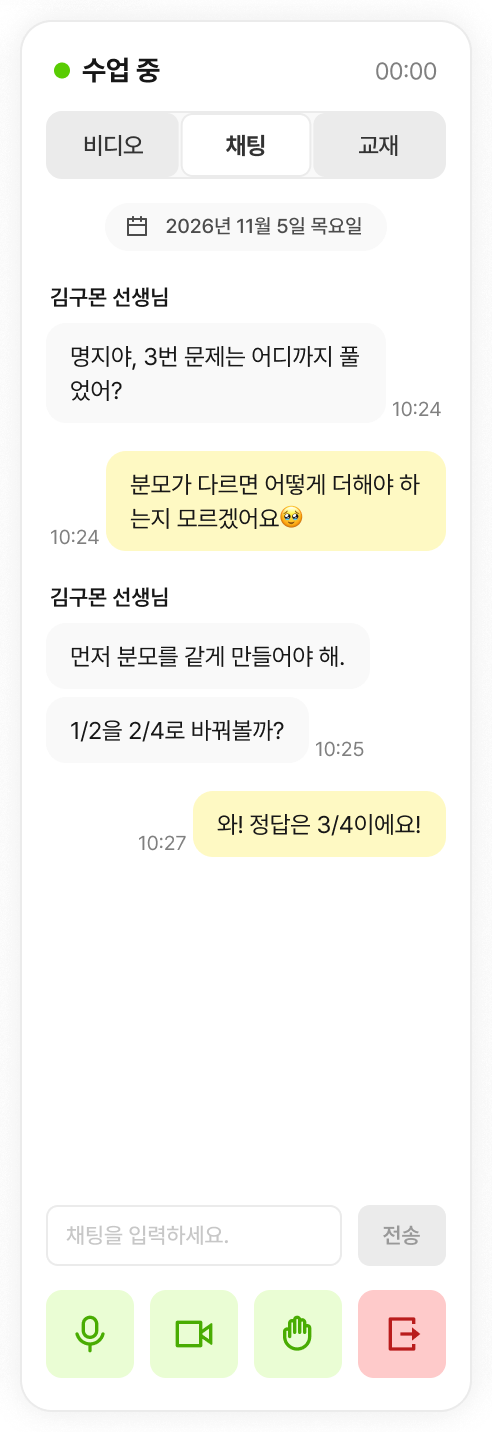 수업 중
00:00
비디오
채팅
교재
2026년 11월 5일 목요일
김구몬 선생님
명지야, 3번 문제는 어디까지 풀
었어?
10:24
분모가 다르면 어떻게 더해야 하
는지 모르겠어요🥹
10:24
김구몬 선생님
먼저 분모를 같게 만들어야 해.
1/2을 2/4로 바꿔볼까?
10:25
와! 정답은 3/4이에요!
10:27
채팅을 입력하세요.
전송